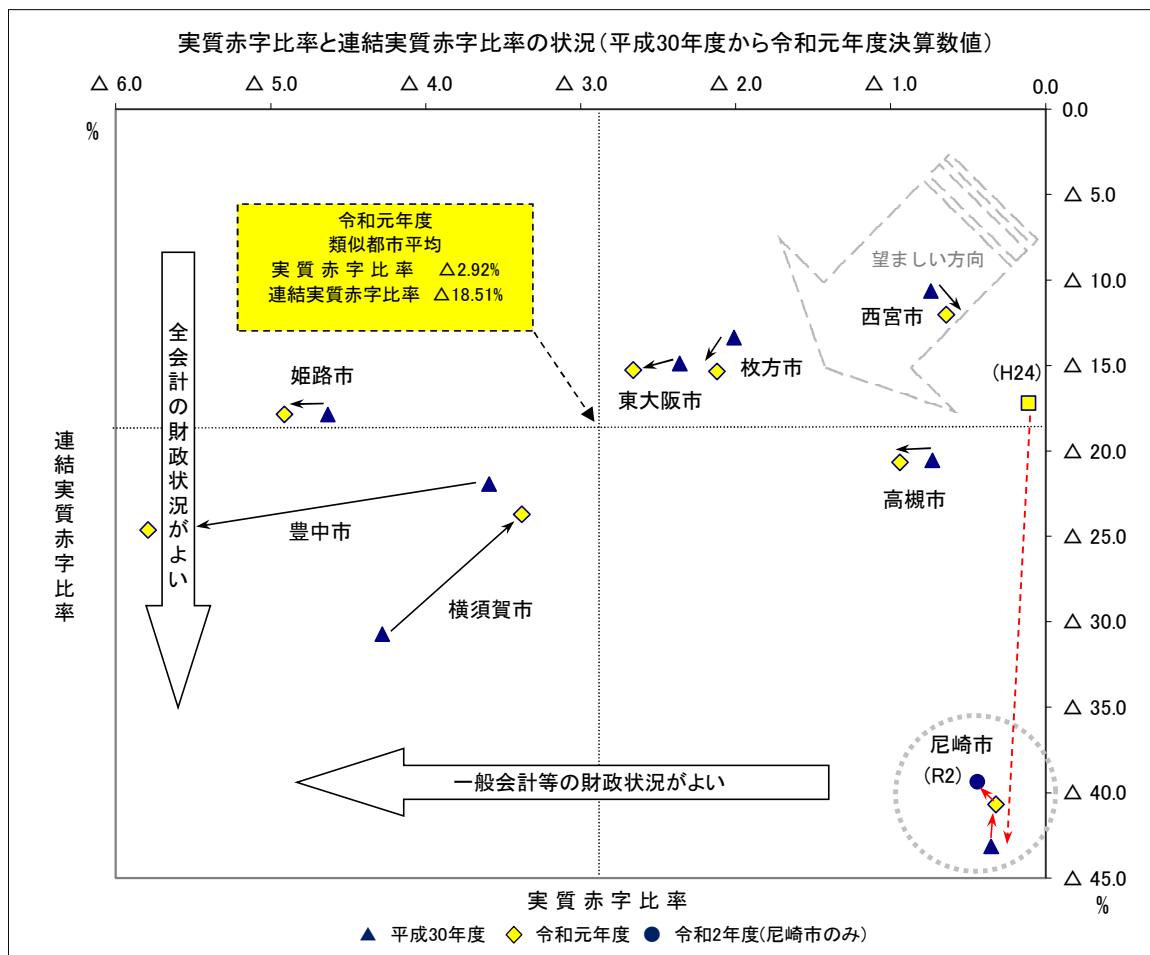 実質赤字比率と連結実質赤字比率の状況(平成30年度から令和元年度決算数値)
△ 6.0
△ 5.0
△ 4.0
△ 3.0
△ 2.0
△ 1.0
0.0
%
0.0
△ 5.0
△ 10.0
△ 15.0
△ 20.0
△ 25.0
△ 30.0
△ 35.0
△ 40.0
△ 45.0
%
令和元年度
類似都市平均
実質赤字比率 △2.92%
連結実質赤字比率 △18.51%
望ましい方向
西宮市
枚方市
東大阪市
姫路市
(H24)
高槻市
豊中市
横須賀市
尼崎市
(R2)
全会計の財政状況がよい
連結実質赤字比率
一般会計等の財政状況がよい
実質赤字比率
平成30年度
令和元年度
令和2年度(尼崎市のみ)